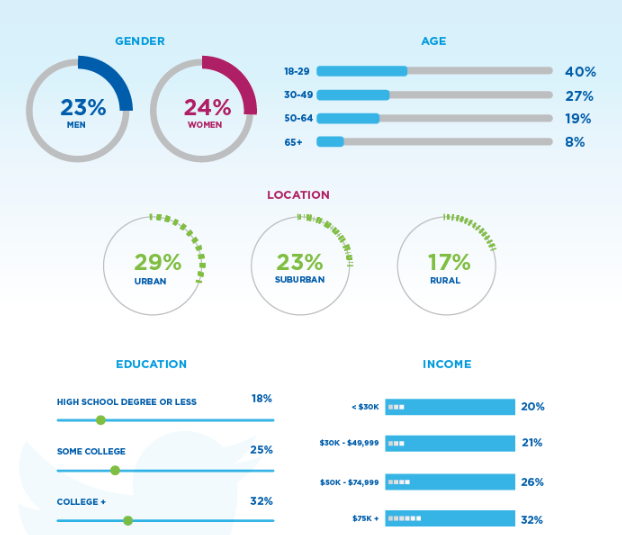 GENDER
23%
MEN
24%
WOMEN
AGE
18-29 40%
30-49 27%
50-64 19%
65+ 8%
LOCATION
29%
URBAN
23%
SUBURBAN
17%
RURAL
EDUCATION
HIGH SCHOOL DEGREE OR LESS 18%
SOME COLLEGE 25%
COLLEGE + 32%
INCOME
< $30K 20%
$30K - $49,999 21%
$50K - $74,999 26%
$75K + 32%